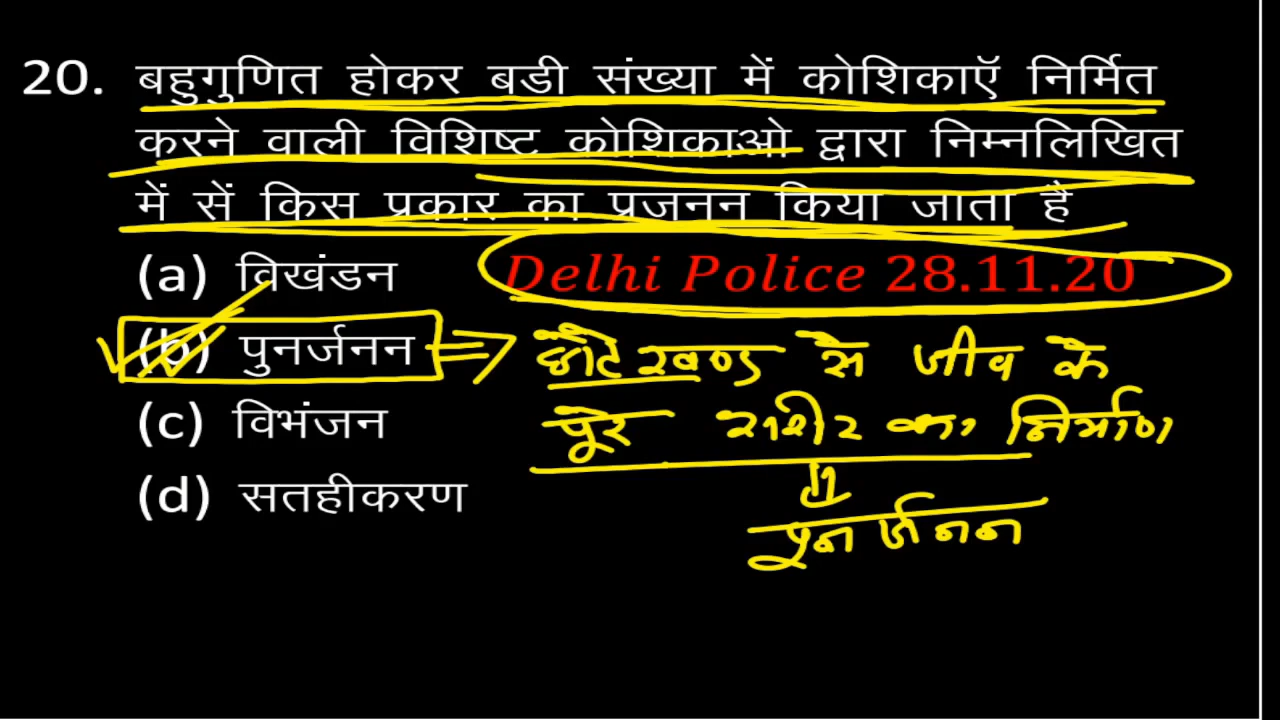 20. बहुगुणित होकर बडी संख्या में कोशिकाऍ निर्मित
करने वाली विशिष्ट कोशिकाओ द्वारा निम्नलिखित
में सें किस प्रकार का प्रजनन किया जाता है
(a) विखंडन Delhi Police 28.11.20
(b) पुनर्जनन ⇒ छोटे खण्ड से जीव के
पूरे शरीर का निर्माण
(c) विभंजन
(d) सतहीकरण
पुनर्जनन